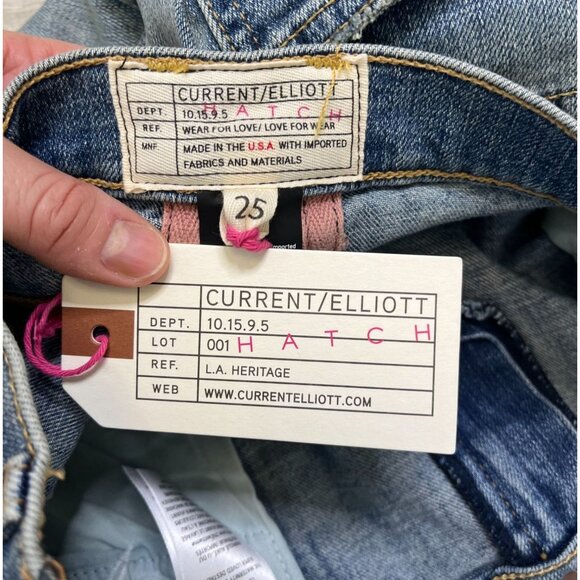 CURRENT/ELLIOTT
DEPT. 10.15.9.5 HATCH
REF. WEAR FOR LOVE/ LOVE FOR WEAR
MNF. MADE IN THE U.S.A. WITH IMPORTED
FABRICS AND MATERIALS
25
imported
CURRENT/ELLIOTT
DEPT. 10.15.9.5
LOT 001 HATCH
REF. L.A. HERITAGE
WEB WWW.CURRENTELLIOTT.COM